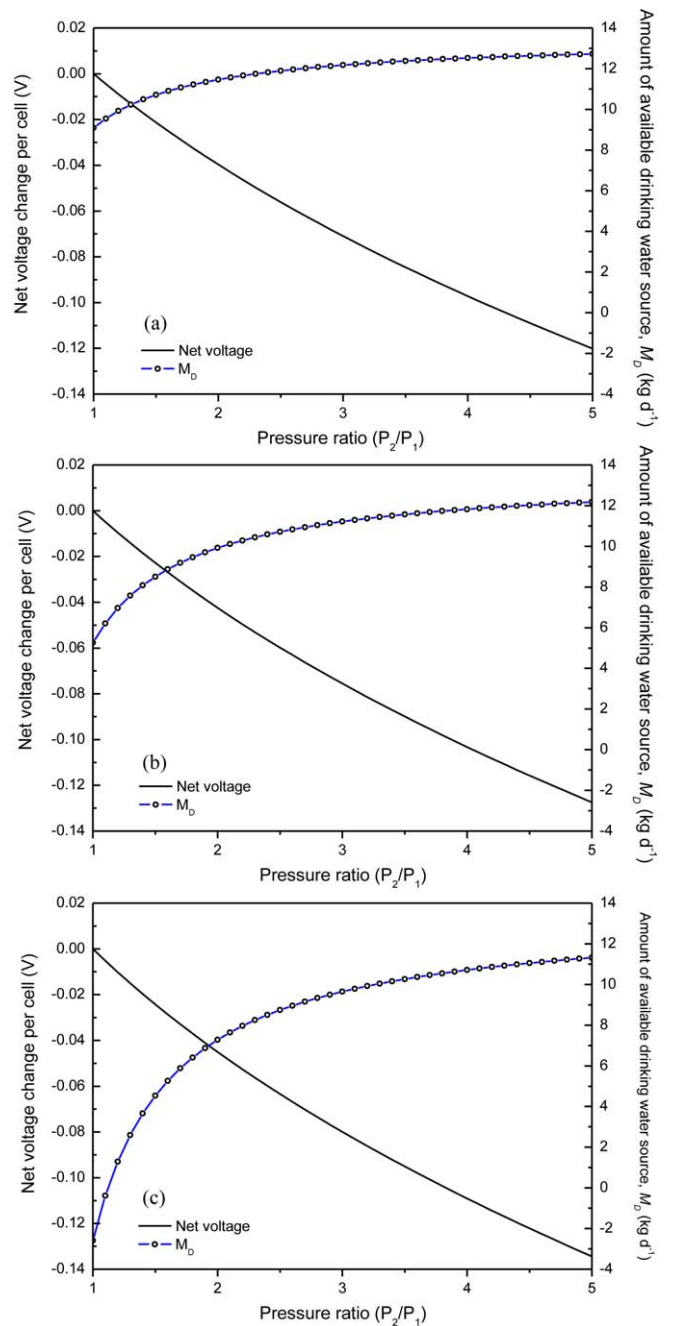 0.02
0.00
-0.02
-0.04
-0.06
-0.08
-0.10
-0.12
-0.14
Net voltage change per cell (V)
14
12
10
8
6
4
2
0
-2
-4
Amount of available drinking water source, M_D (kg d⁻¹)
(a)
Net voltage
M_D
1 2 3 4 5
Pressure ratio (P₂/P₁)
0.02
0.00
-0.02
-0.04
-0.06
-0.08
-0.10
-0.12
-0.14
Net voltage change per cell (V)
14
12
10
8
6
4
2
0
-2
-4
Amount of available drinking water source, M_D (kg d⁻¹)
(b)
Net voltage
M_D
1 2 3 4 5
Pressure ratio (P₂/P₁)
0.02
0.00
-0.02
-0.04
-0.06
-0.08
-0.10
-0.12
-0.14
Net voltage change per cell (V)
14
12
10
8
6
4
2
0
-2
-4
Amount of available drinking water source, M_D (kg d⁻¹)
(c)
Net voltage
M_D
1 2 3 4 5
Pressure ratio (P₂/P₁)